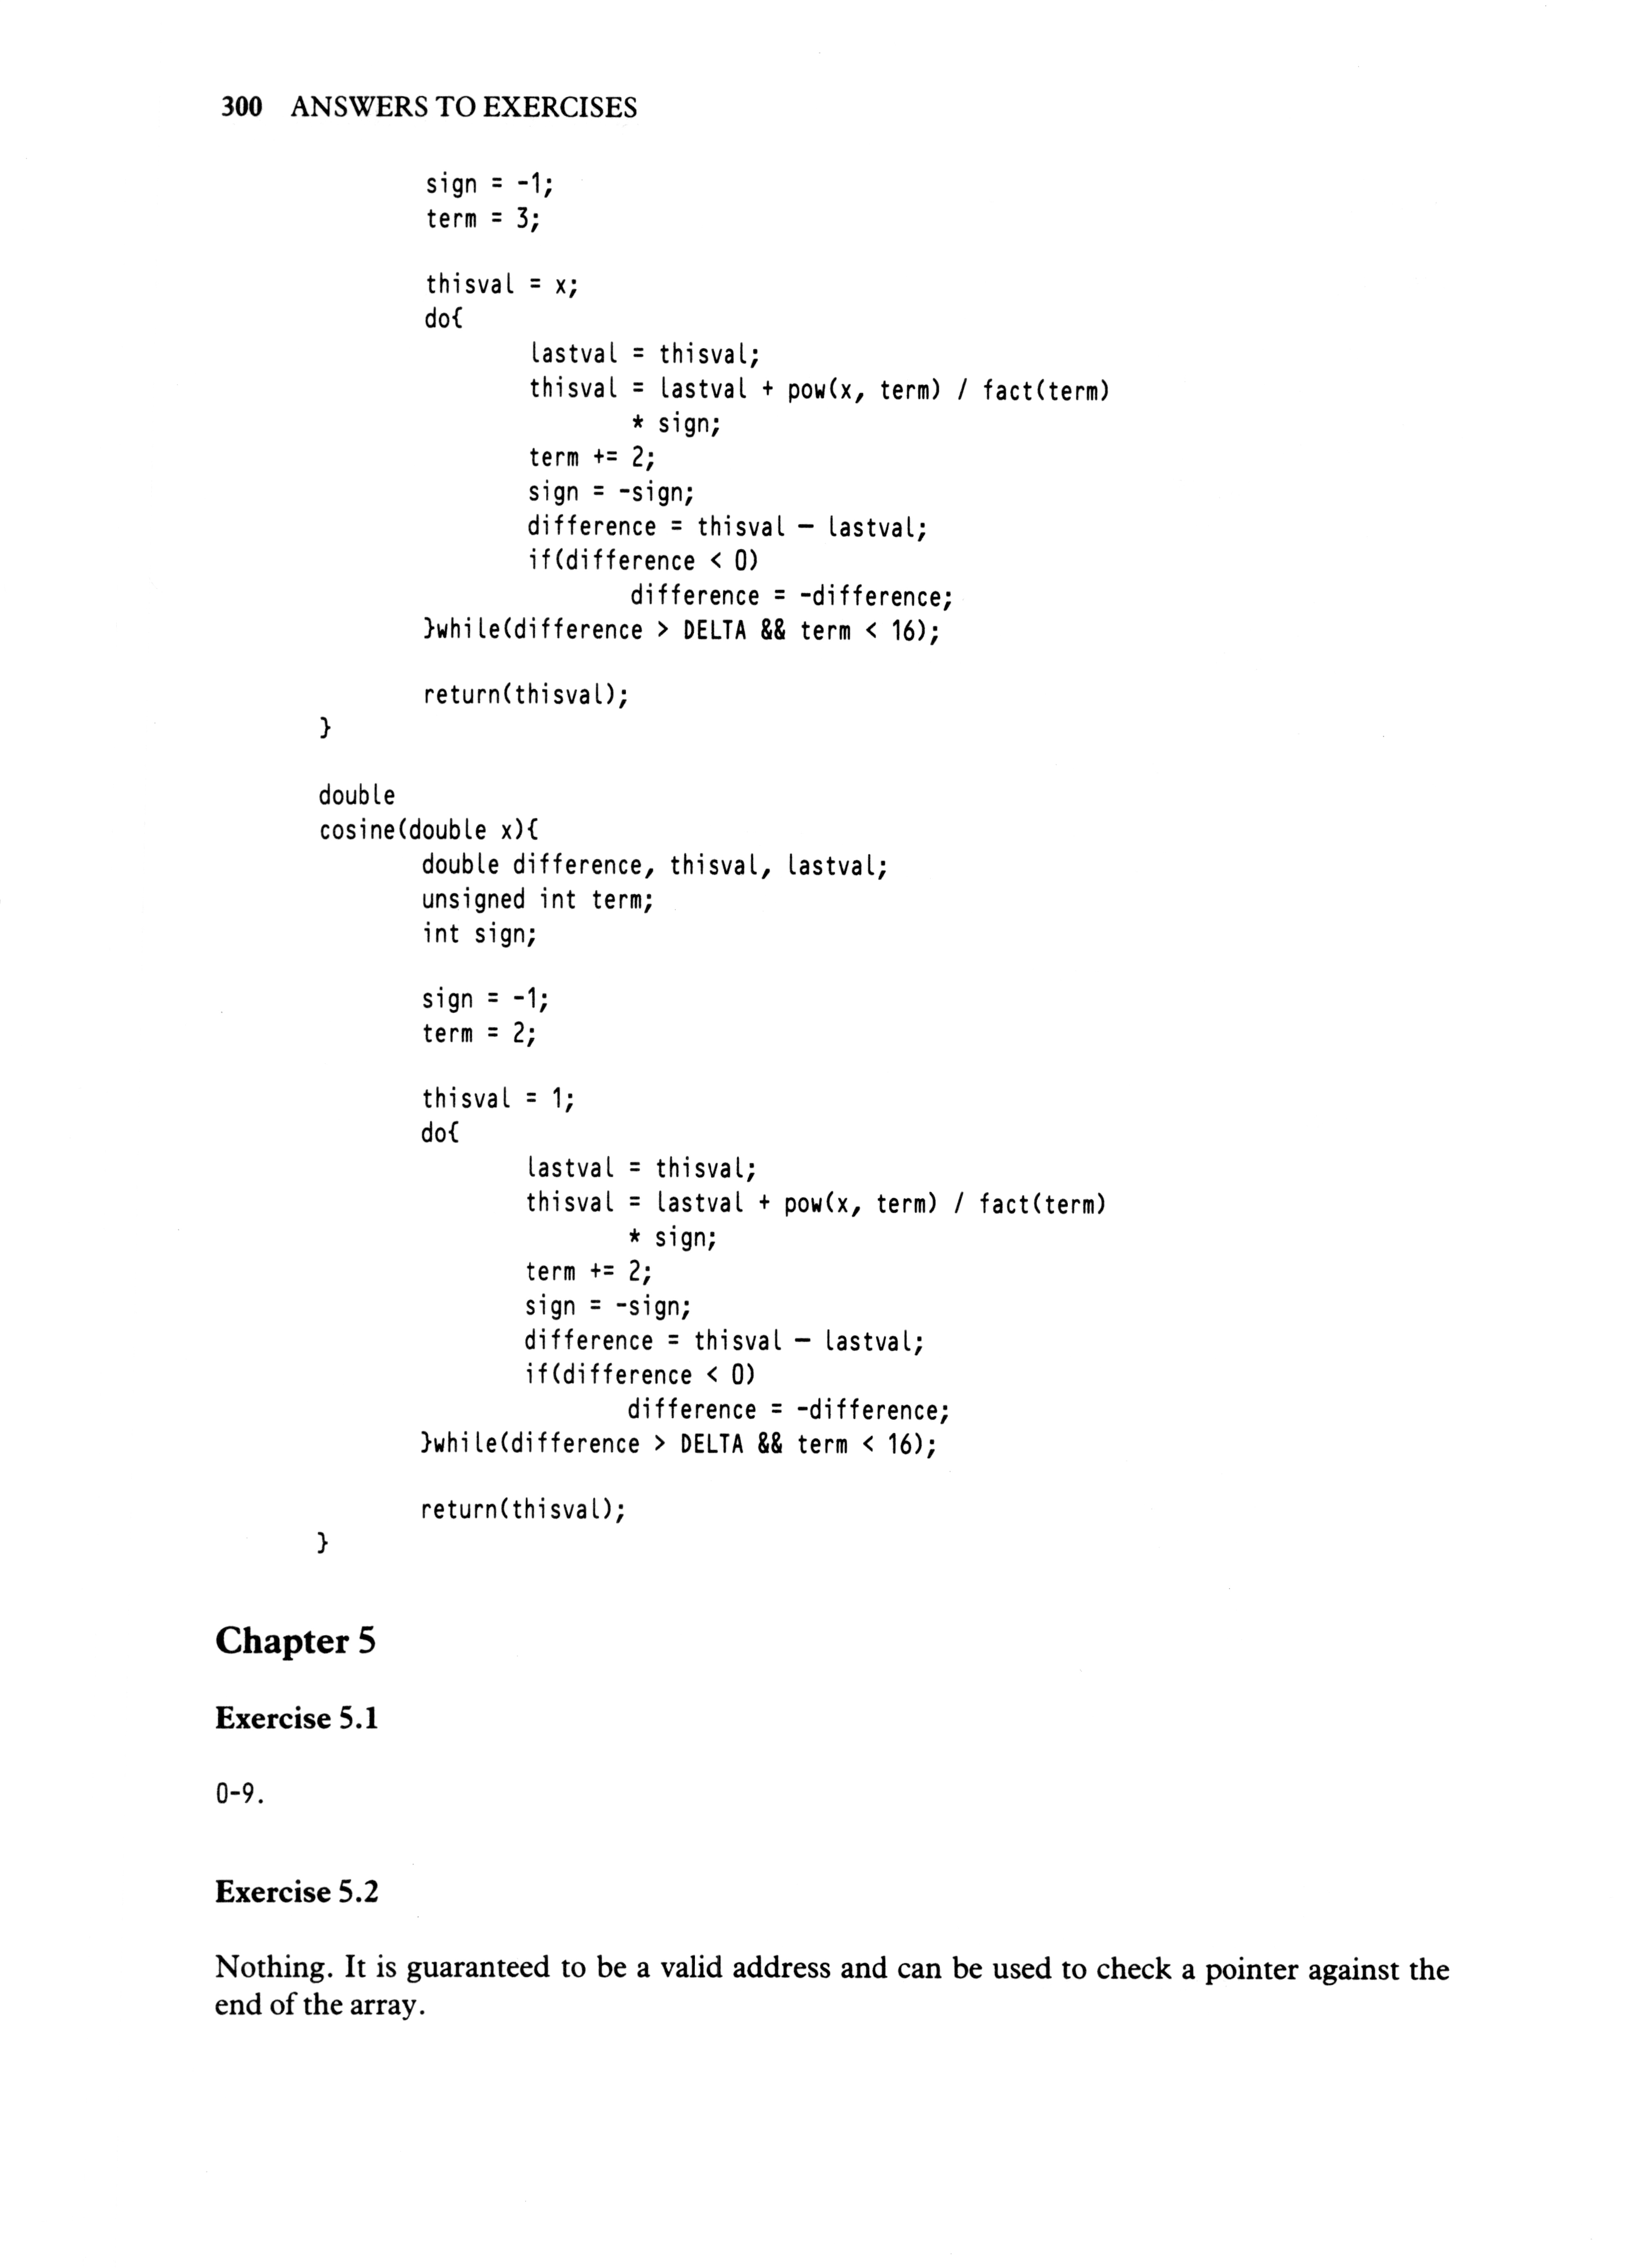 300 ANSWERS TO EXERCISES
sign = -1;
term = 3;
thisval = x;
do{
lastval = thisval;
thisval = lastval + pow(x, term) / fact(term)
* sign;
term += 2;
sign = -sign;
difference = thisval – lastval;
if(difference < 0)
difference = -difference;
}while(difference > DELTA && term < 16);
return(thisval);
}
double
cosine(double x){
double difference, thisval, lastval;
unsigned int term;
int sign;
sign = -1;
term = 2;
thisval = 1;
do{
lastval = thisval;
thisval = lastval + pow(x, term) / fact(term)
* sign;
term += 2;
sign = -sign;
difference = thisval – lastval;
if(difference < 0)
difference = -difference;
}while(difference > DELTA && term < 16);
return(thisval);
}
Chapter 5
Exercise 5.1
0-9.
Exercise 5.2
Nothing. It is guaranteed to be a valid address and can be used to check a pointer against the
end of the array.